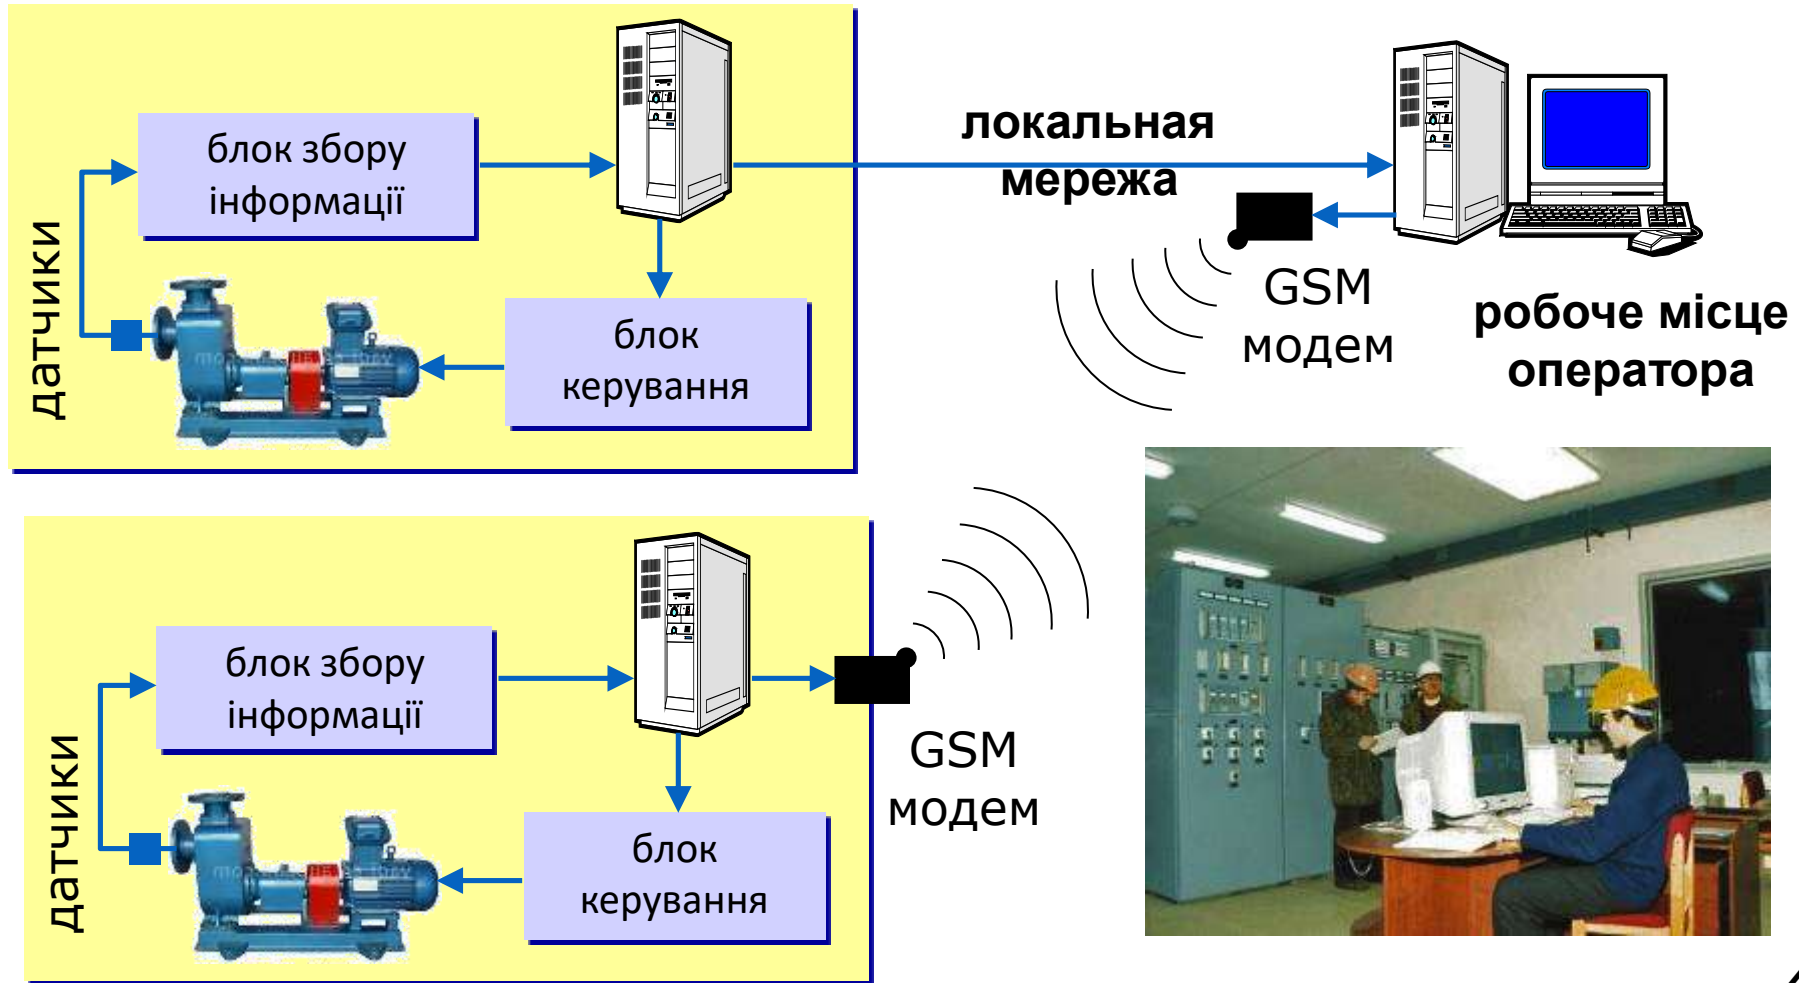 блок збору
інформації
датчики
блок
керування
локальная
мережа
GSM
модем
робоче місце
оператора
блок збору
інформації
датчики
блок
керування
GSM
модем